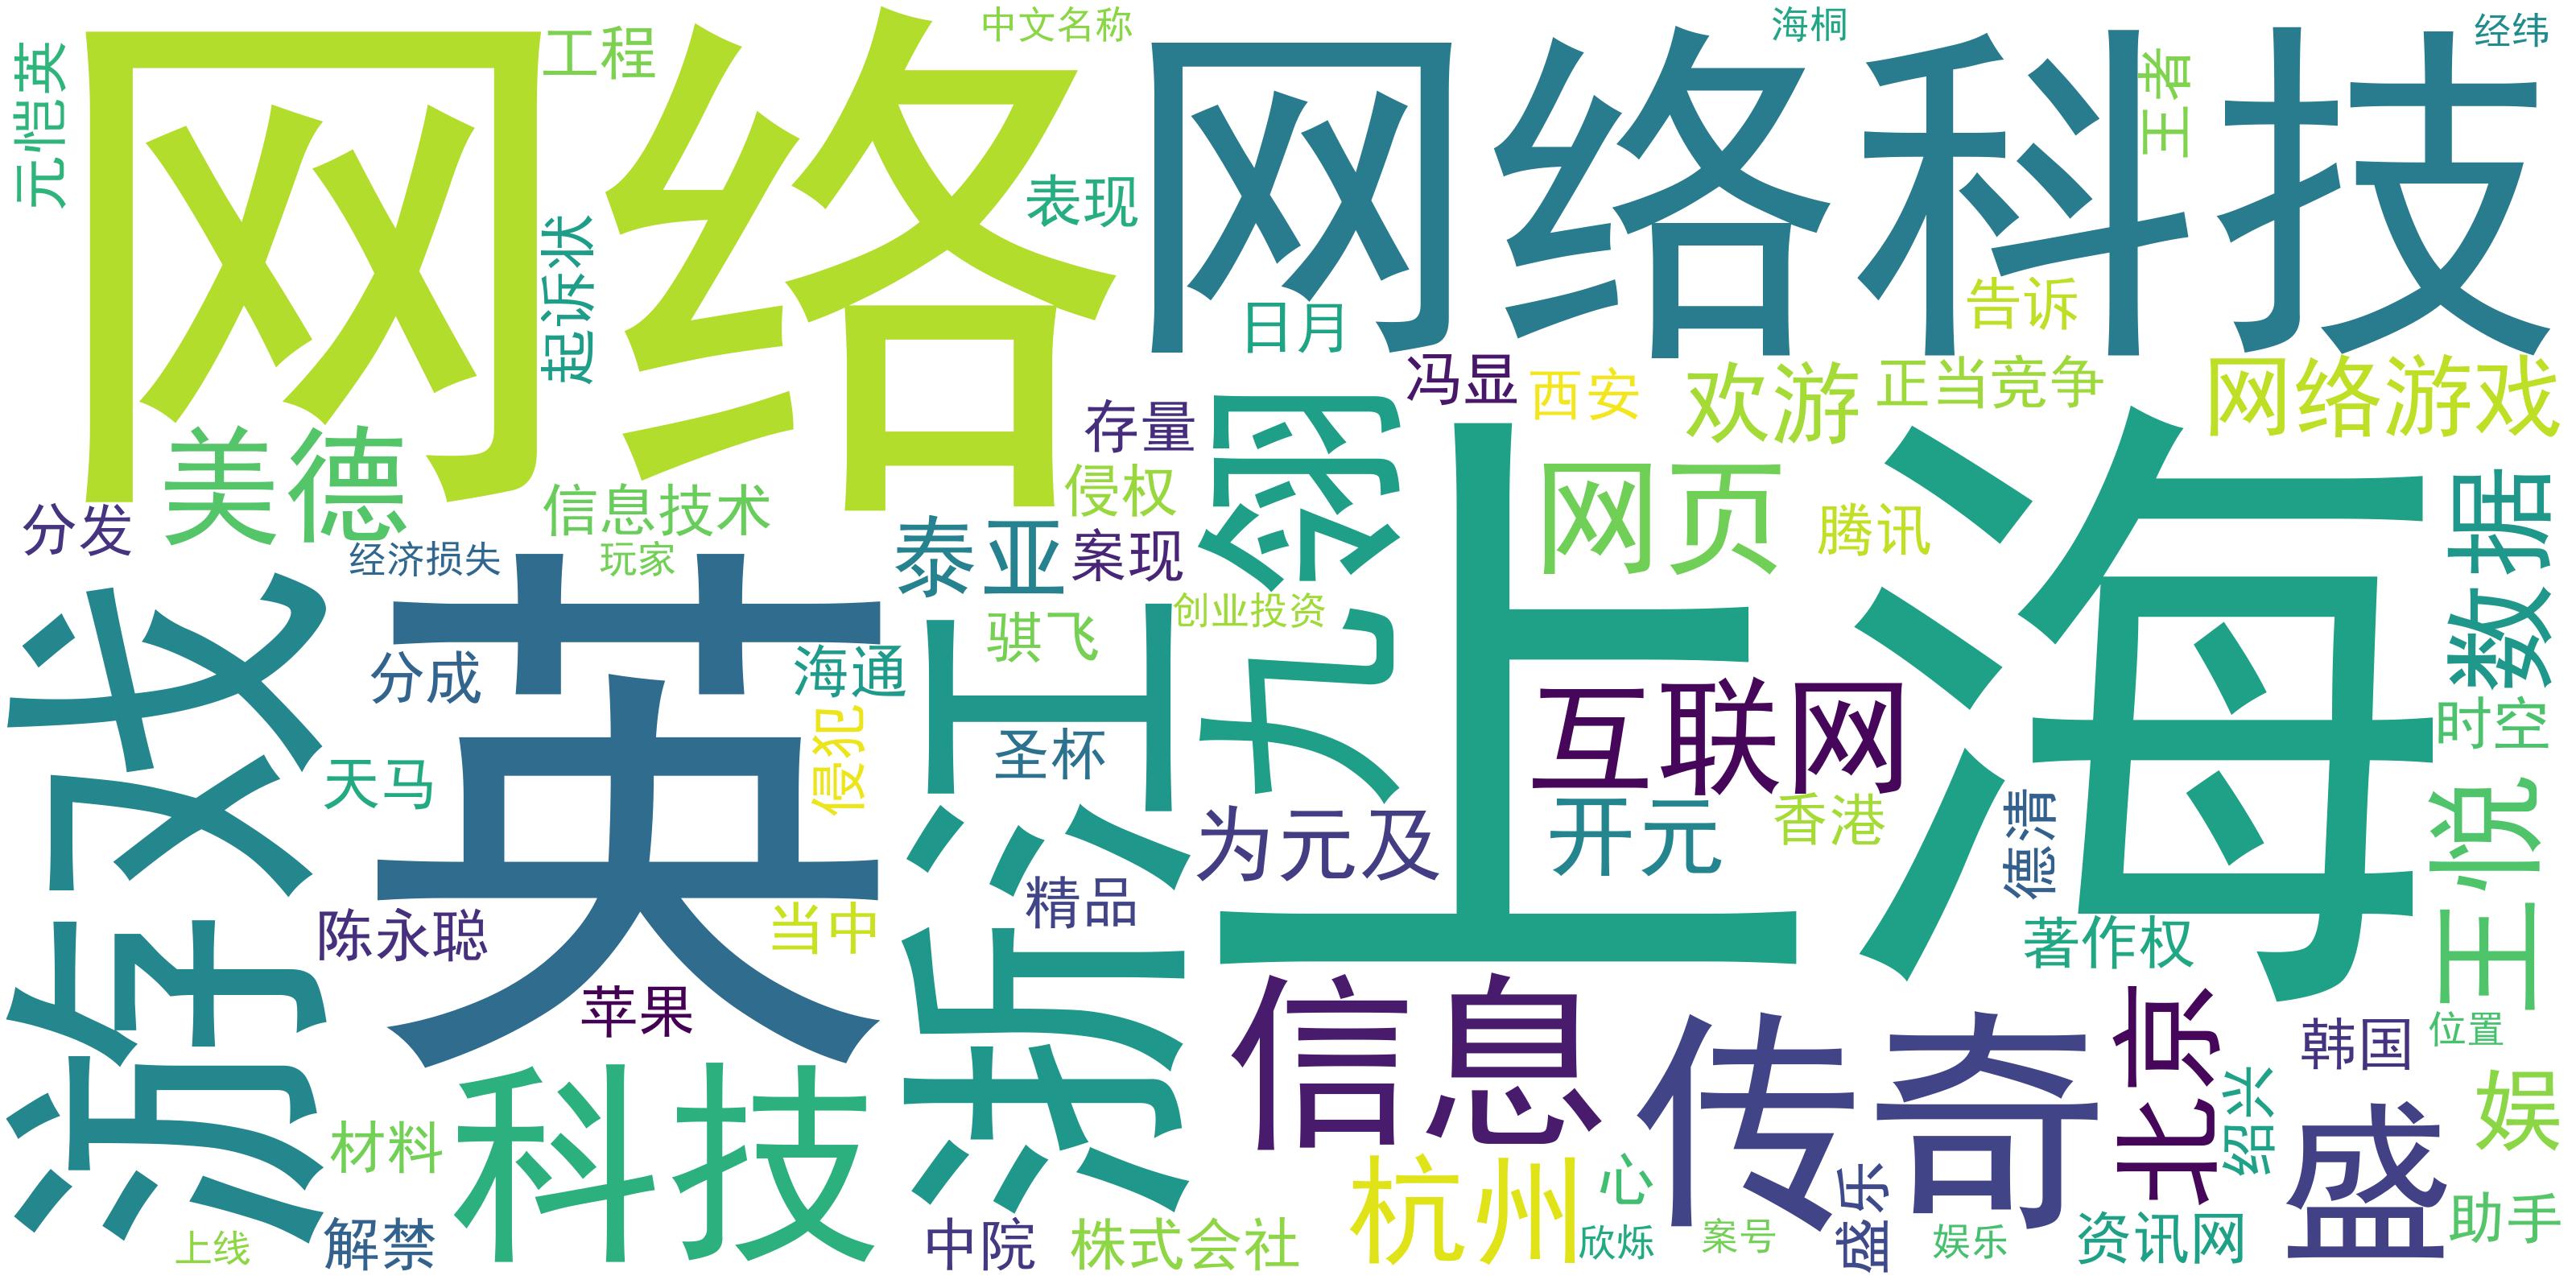 网络
网络科技
中文名称
海桐
经纬
元恺英
工程
王者
表现
起诉状
告诉
日月
冯显
西安
欢游
正当竞争
网络游戏
存量
美德
侵权
九翎
网页
腾讯
数据
分发
信息技术
泰亚
案现
经济损失
玩家
创业投资
上海
英
游戏
骐飞
浙江
分成
海通
侵犯
互联网
时空
天马
圣杯
为元及
开元
香港
德清
王悦
陈永聪
当中
精品
著作权
苹果
信息
传奇
北京
韩国
位置
科技
材料
绍兴
盛
娱
杭州
心
盛乐
上线
解禁
中院
株式会社
欣烁
案号
娱乐
资讯网
助手